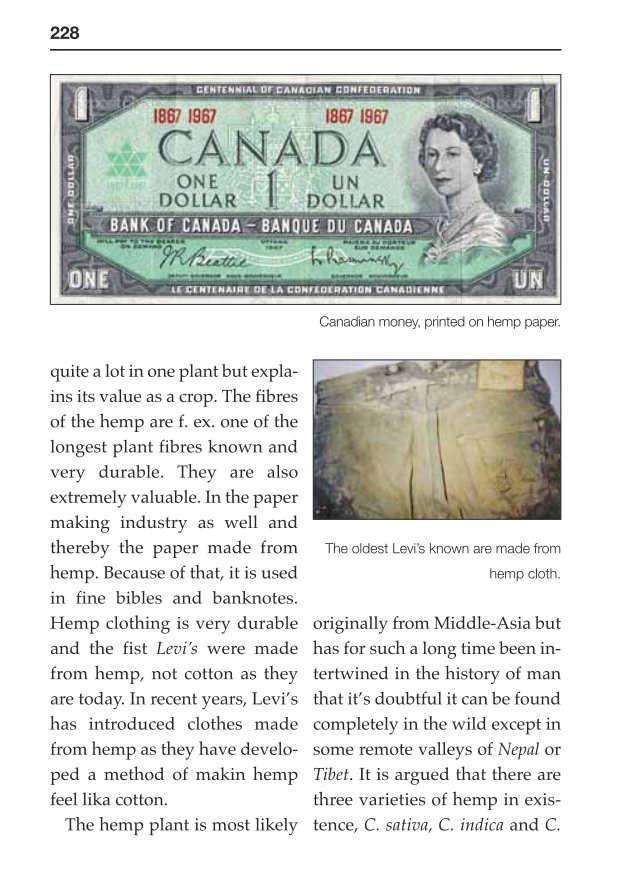 228
CENTENNIAL OF CANADIAN CONFEDERATION
1867 1967 1867 1967
CANADA
ONE 1 UN
DOLLAR DOLLAR
ONE DOLLAR
UN DOLLAR
BANK OF CANADA – BANQUE DU CANADA
WILL PAY TO THE BEARER
ON DEMAND
OTTAWA
1967
PAIERA AU PORTEUR
SUR DEMANDE
DEPUTY GOVERNOR SOUS-GOUVERNEUR
GOVERNOR GOUVERNEUR
ONE UN
LE CENTENAIRE DE LA CONFEDERATION CANADIENNE
Canadian money, printed on hemp paper.
quite a lot in one plant but expla-
ins its value as a crop. The fibres
of the hemp are f. ex. one of the
longest plant fibres known and
very durable. They are also
extremely valuable. In the paper
making industry as well and
thereby the paper made from
hemp. Because of that, it is used
in fine bibles and banknotes.
Hemp clothing is very durable
and the fist Levi’s were made
from hemp, not cotton as they
are today. In recent years, Levi’s
has introduced clothes made
from hemp as they have develo-
ped a method of makin hemp
feel lika cotton.
The hemp plant is most likely
The oldest Levi’s known are made from
hemp cloth.
originally from Middle-Asia but
has for such a long time been in-
tertwined in the history of man
that it’s doubtful it can be found
completely in the wild except in
some remote valleys of Nepal or
Tibet. It is argued that there are
three varieties of hemp in exis-
tence, C. sativa, C. indica and C.